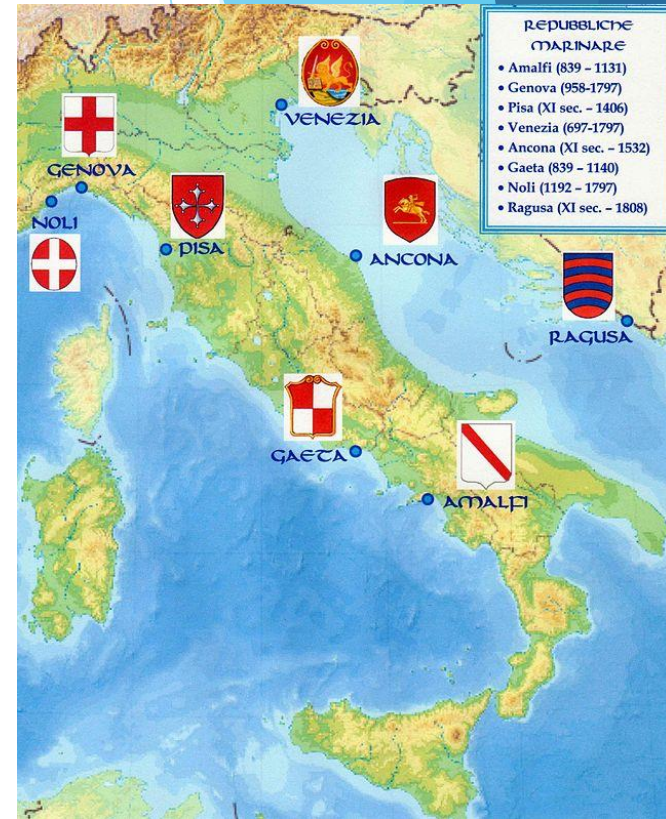 REPUBBLICHE
MARINARE
• Amalfi (839 – 1131)
• Genova (958-1797)
• Pisa (XI sec. – 1406)
• Venezia (697-1797)
• Ancona (XI sec. – 1532)
• Gaeta (839 – 1140)
• Noli (1192 – 1797)
• Ragusa (XI sec. – 1808)
VENEZIA
GENOVA
NOLI
PISA
ANCONA
RAGUSA
GAETA
AMALFI